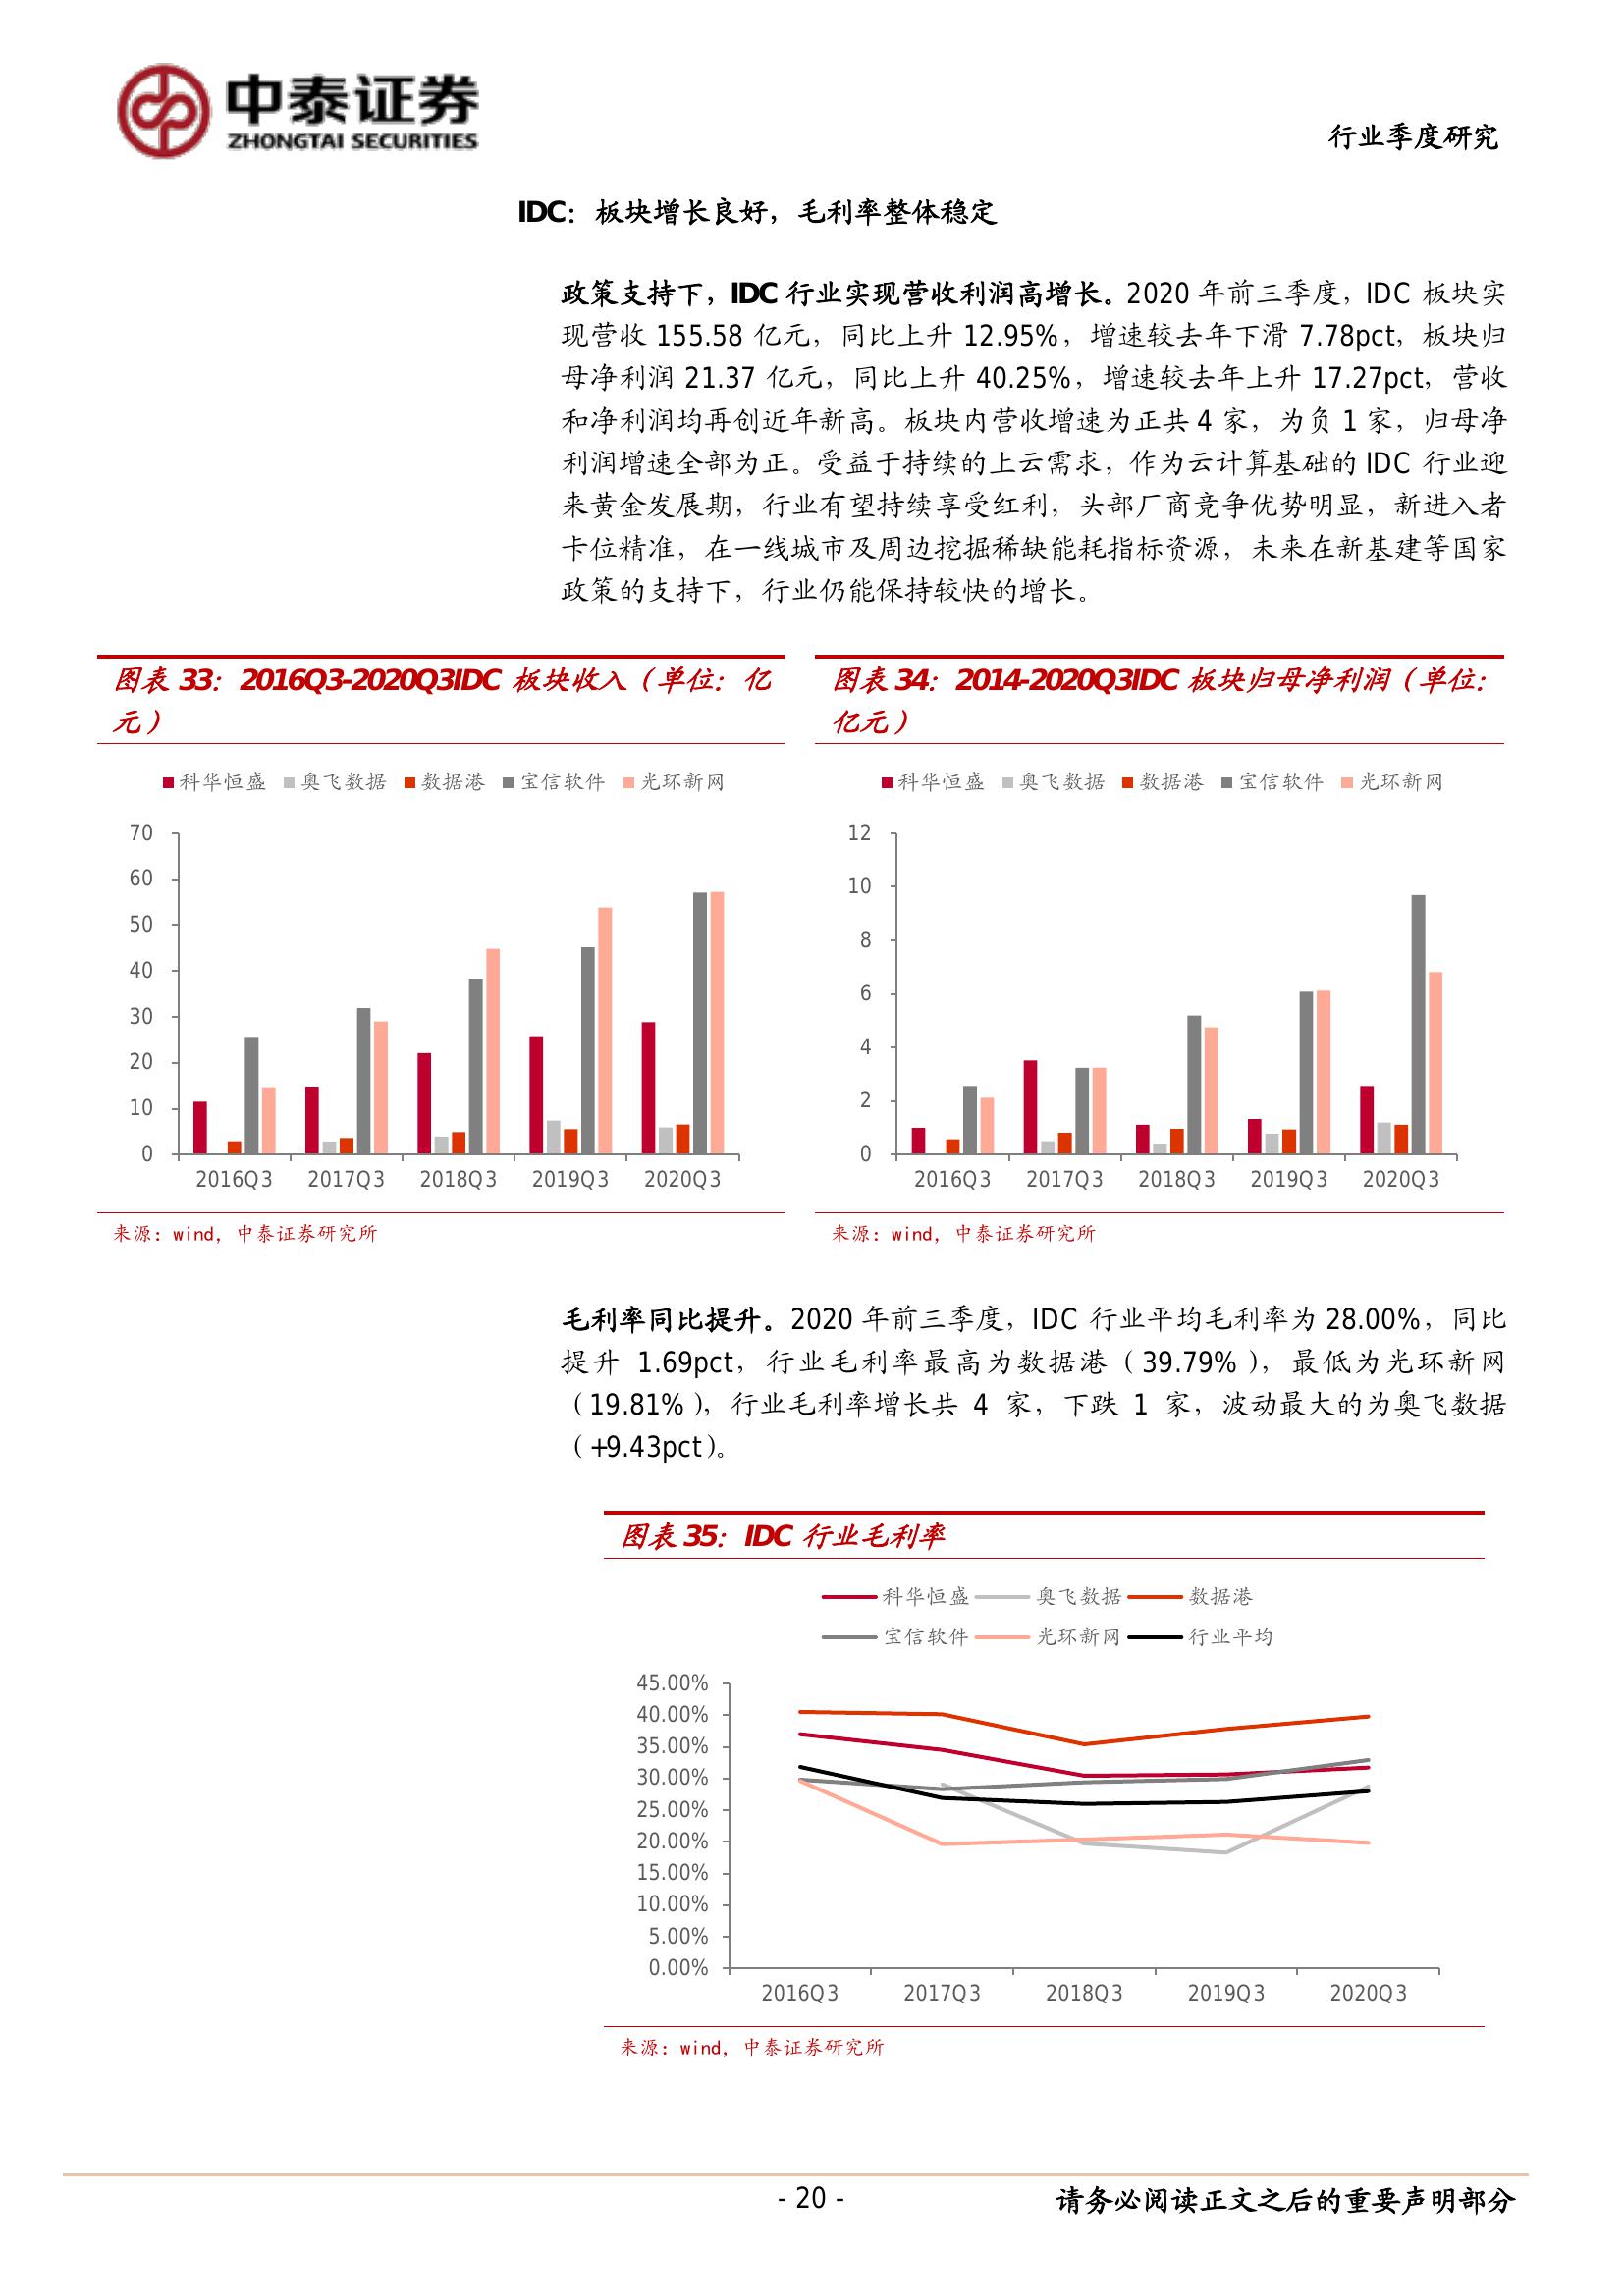 中泰证券
ZHONGTAI SECURITIES
行业季度研究
IDC：板块增长良好，毛利率整体稳定
政策支持下，IDC 行业实现营收利润高增长。2020 年前三季度，IDC 板块实
现营收 155.58 亿元，同比上升 12.95%，增速较去年下滑 7.78pct，板块归
母净利润 21.37 亿元，同比上升 40.25%，增速较去年上升 17.27pct，营收
和净利润均再创近年新高。板块内营收增速为正共 4 家，为负 1 家，归母净
利润增速全部为正。受益于持续的上云需求，作为云计算基础的 IDC 行业迎
来黄金发展期，行业有望持续享受红利，头部厂商竞争优势明显，新进入者
卡位精准，在一线城市及周边挖掘稀缺能耗指标资源，未来在新基建等国家
政策的支持下，行业仍能保持较快的增长。
图表 33：2016Q3-2020Q3IDC 板块收入（单位：亿
元）
科华恒盛 奥飞数据 数据港 宝信软件 光环新网
70
60
50
40
30
20
10
0
2016Q3 2017Q3 2018Q3 2019Q3 2020Q3
来源：wind，中泰证券研究所
图表 34：2014-2020Q3IDC 板块归母净利润（单位：
亿元）
科华恒盛 奥飞数据 数据港 宝信软件 光环新网
12
10
8
6
4
2
0
2016Q3 2017Q3 2018Q3 2019Q3 2020Q3
来源：wind，中泰证券研究所
毛利率同比提升。2020 年前三季度，IDC 行业平均毛利率为 28.00%，同比
提升 1.69pct，行业毛利率最高为数据港（39.79%），最低为光环新网
（19.81%），行业毛利率增长共 4 家，下跌 1 家，波动最大的为奥飞数据
（+9.43pct）。
图表 35：IDC 行业毛利率
科华恒盛 奥飞数据 数据港
宝信软件 光环新网 行业平均
45.00%
40.00%
35.00%
30.00%
25.00%
20.00%
15.00%
10.00%
5.00%
0.00%
2016Q3 2017Q3 2018Q3 2019Q3 2020Q3
来源：wind，中泰证券研究所
- 20 -
请务必阅读正文之后的重要声明部分